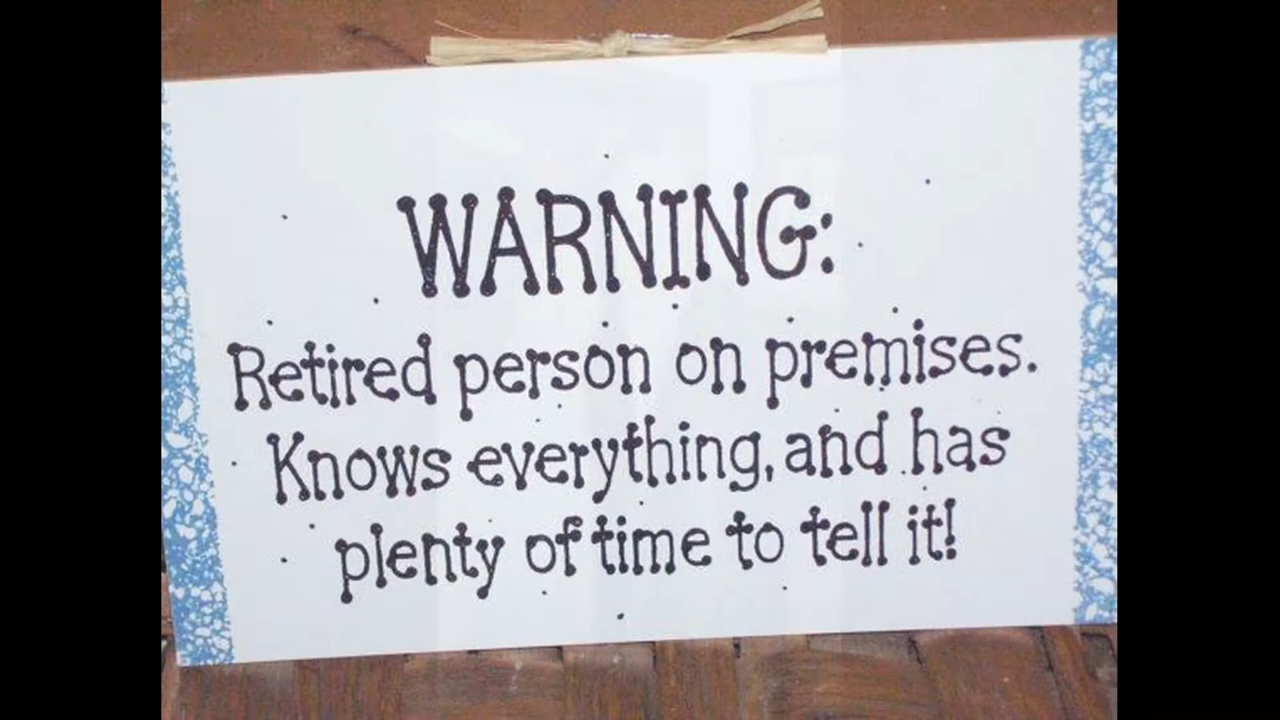 WARNING:
Retired person on premises.
Knows everything, and has
plenty of time to tell it!